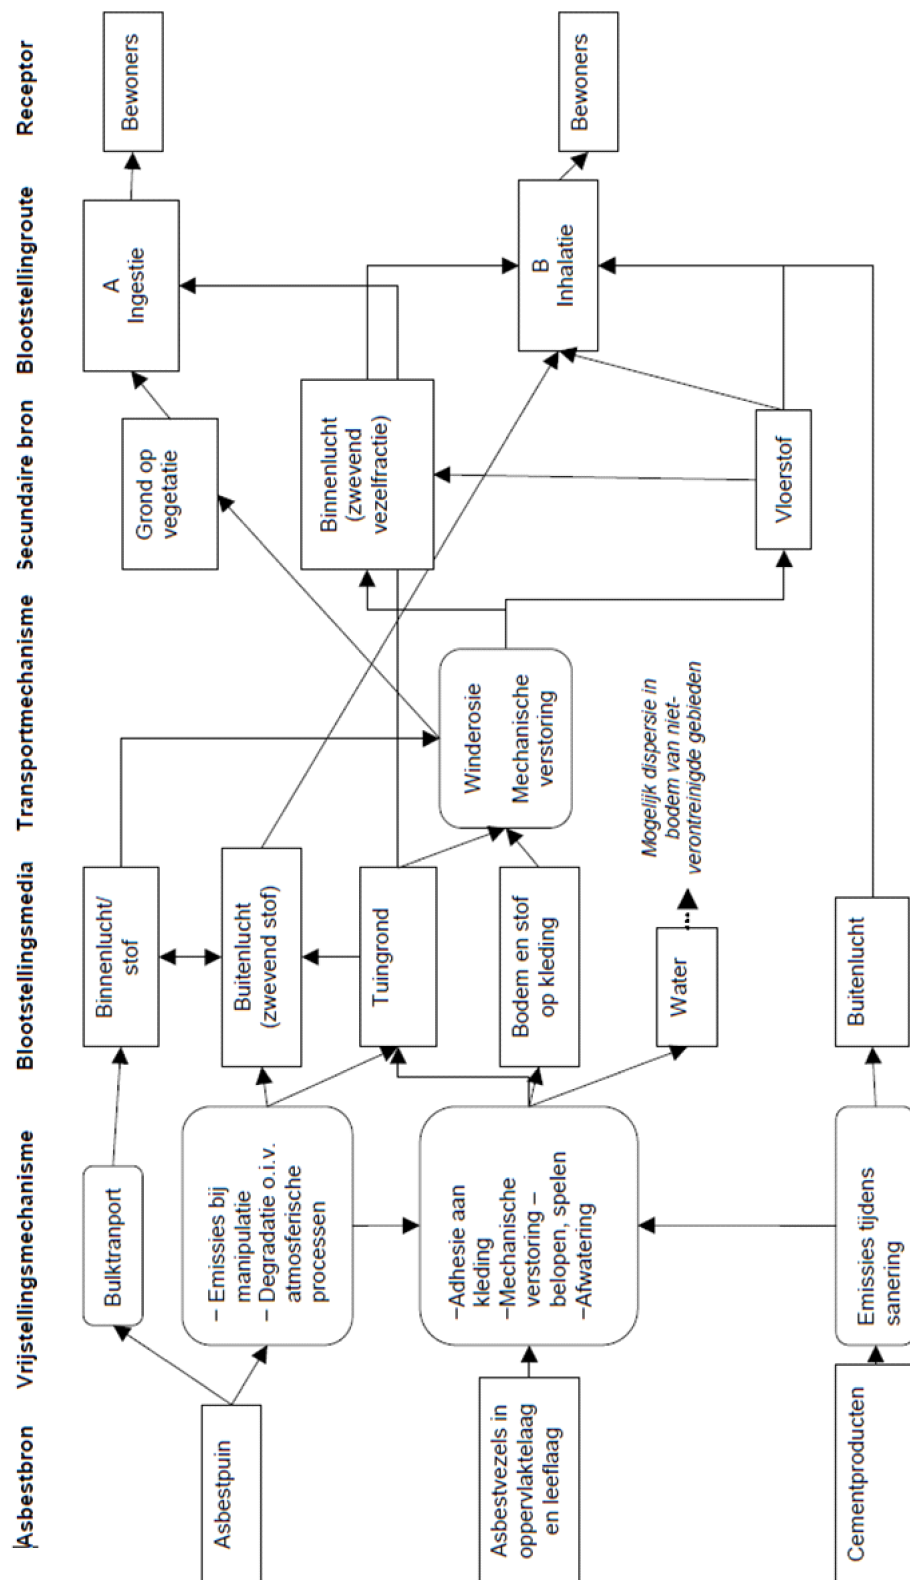 Asbestbron
Vrijstellingsmechanisme
Blootstellingsmedia
Transportmechanisme
Secundaire bron
Blootstellingroute
Receptor
Asbestpuin
Asbestvezels in
oppervlaktelaag
en leeflaag
Cementproducten
Bulktranport
– Emissies bij
manipulatie
– Degradatie o.i.v.
atmosferische
processen
–Adhesie aan
kleding
–Mechanische
verstoring –
belopen, spelen
–Afwatering
Emissies tijdens
sanering
Binnenlucht/
stof
Buitenlucht
(zwevend stof)
Tuingrond
Bodem en stof
op kleding
Water
Buitenlucht
Winderosie
Mechanische
verstoring
Mogelijk dispersie in
bodem van niet-
verontreinigde gebieden
Grond op
vegetatie
Binnenlucht
(zwevend
vezelfractie)
Vloerstof
A
Ingestie
B
Inhalatie
Bewoners
Bewoners